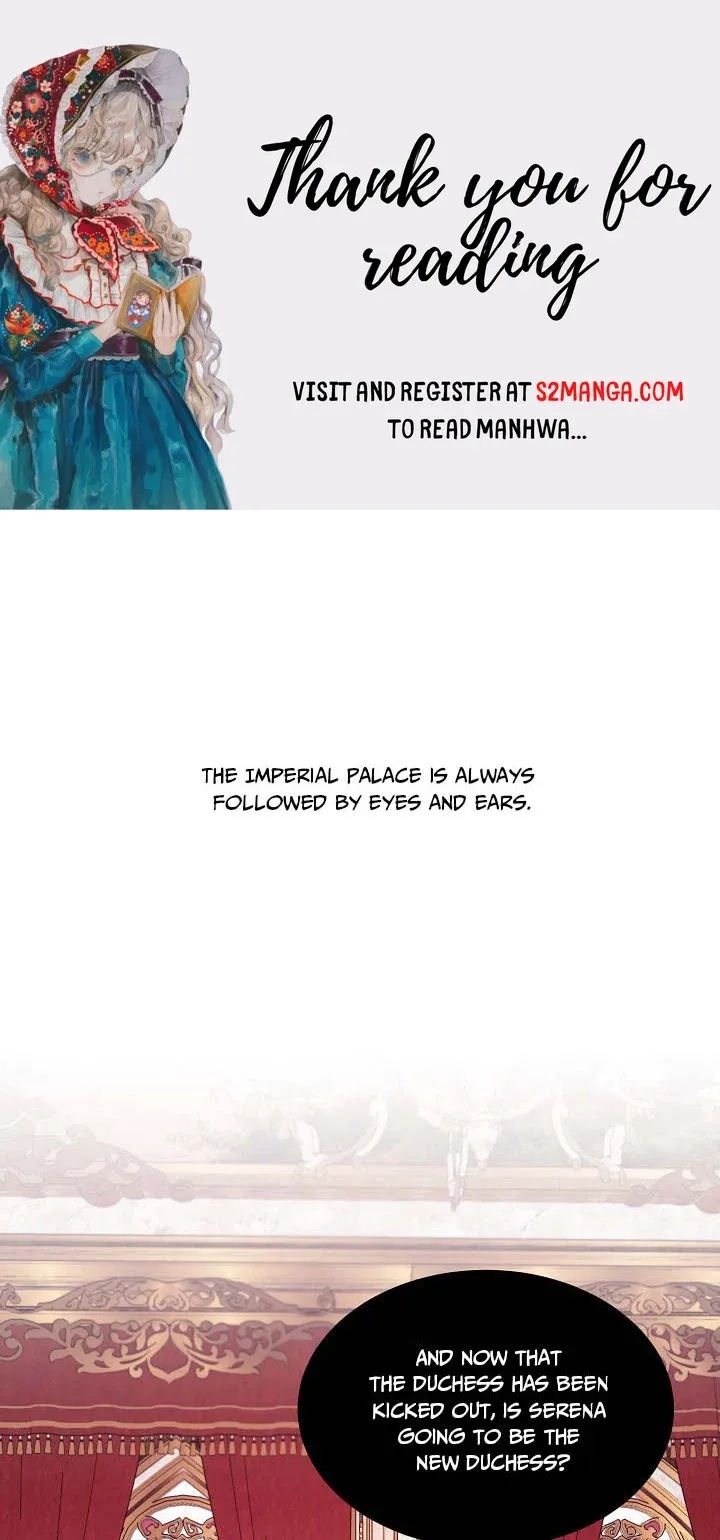 Thank you for
reading
VISIT AND REGISTER AT S2MANGA.COM
TO READ MANHWA...
THE IMPERIAL PALACE IS ALWAYS
FOLLOWED BY EYES AND EARS.
AND NOW THAT
THE DUCHESS HAS BEEN
KICKED OUT, IS SERENA
GOING TO BE THE
NEW DUCHESS?